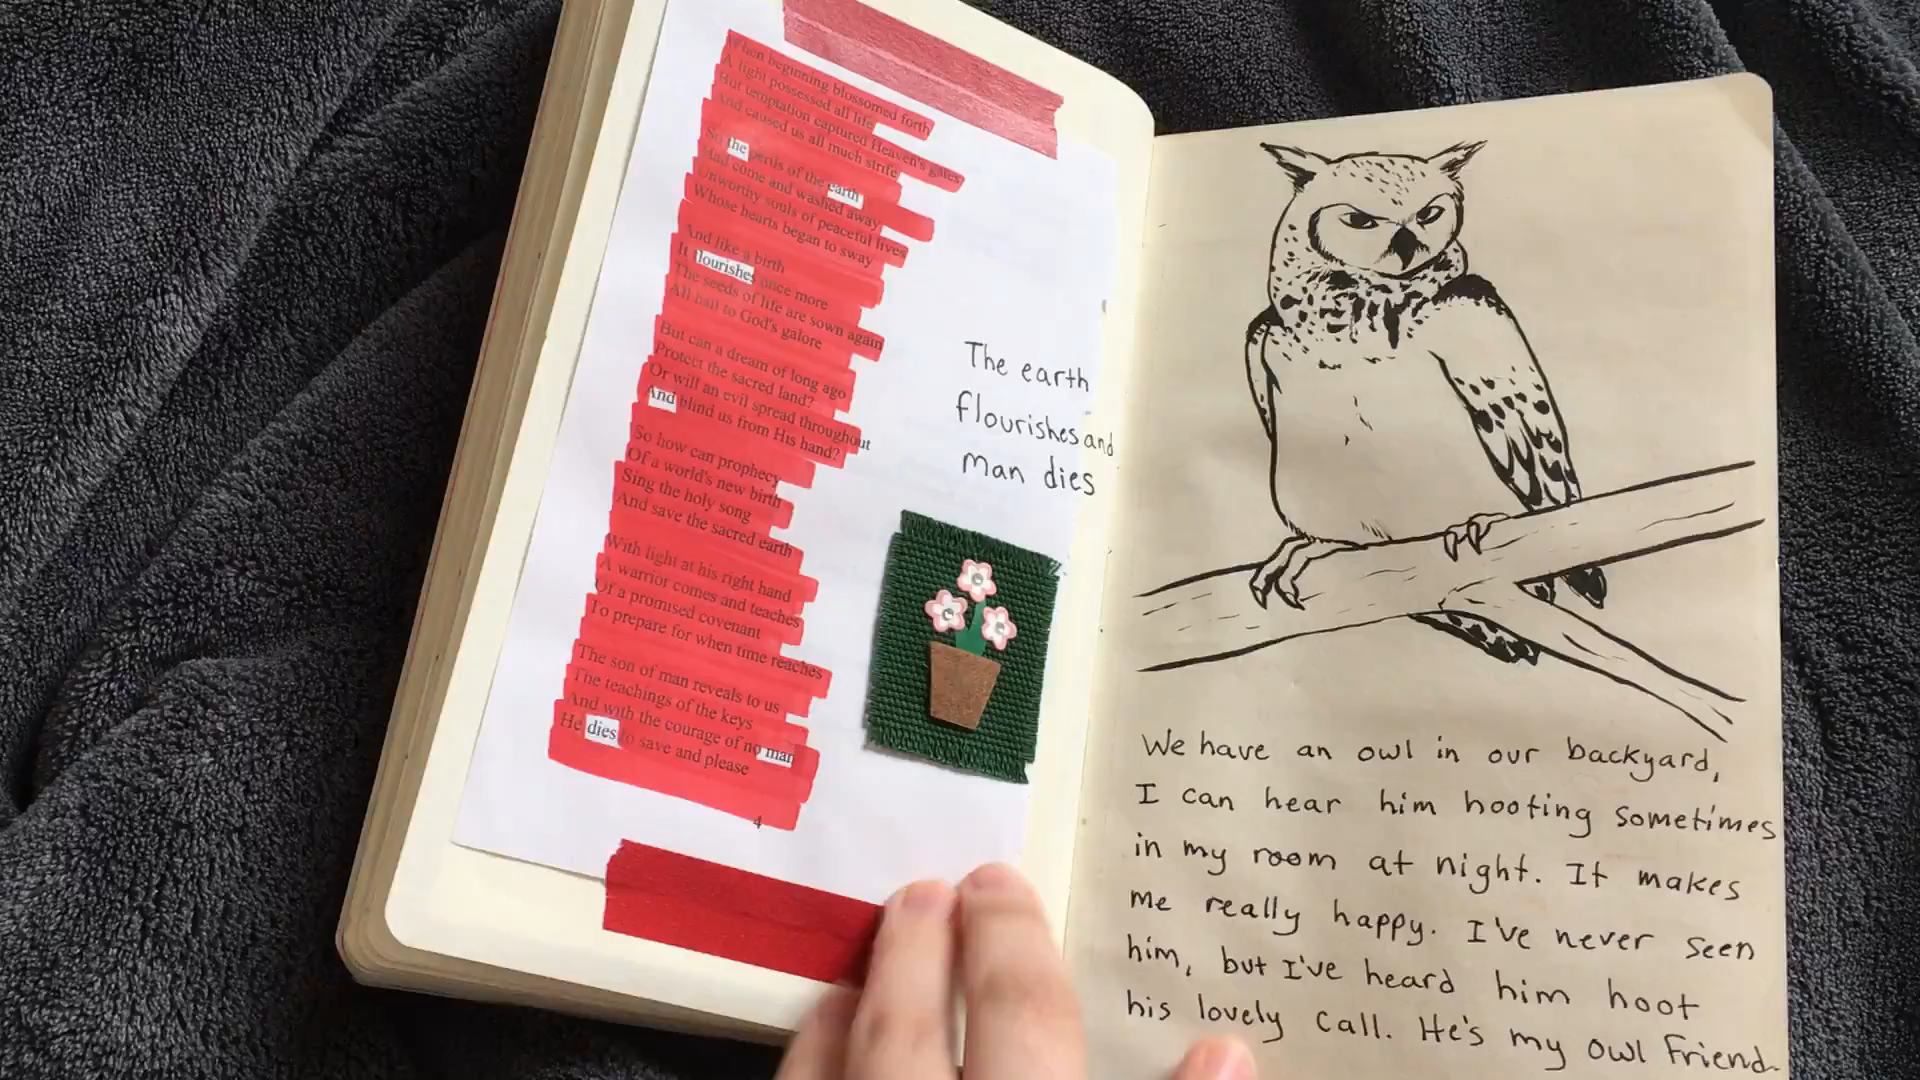 When beginning blossomed forth
A light possessed all life
But temptation captured Heaven's gates
And caused us all much strife
So the perils of the earth
Had come and washed away
Unworthy souls of peaceful lives
Whose hearts began to sway
And like a birth
It flourishes once more
The seeds of life are sown again
All hail to God's galore
But can a dream of long ago
Protect the sacred land?
Or will an evil spread throughout
And blind us from His hand?
So how can prophecy
Of a world's new birth
Sing the holy song
And save the sacred earth
With light at his right hand
A warrior comes and teaches
Of a promised covenant
To prepare for when time reaches
The son of man reveals to us
The teachings of the keys
And with the courage of no man
He dies to save and please
4
The earth
flourishes and
man dies
We have an owl in our backyard,
I can hear him hooting sometimes
in my room at night. It makes
me really happy. I've never seen
him, but I've heard him hoot
his lovely call. He's my owl friend.